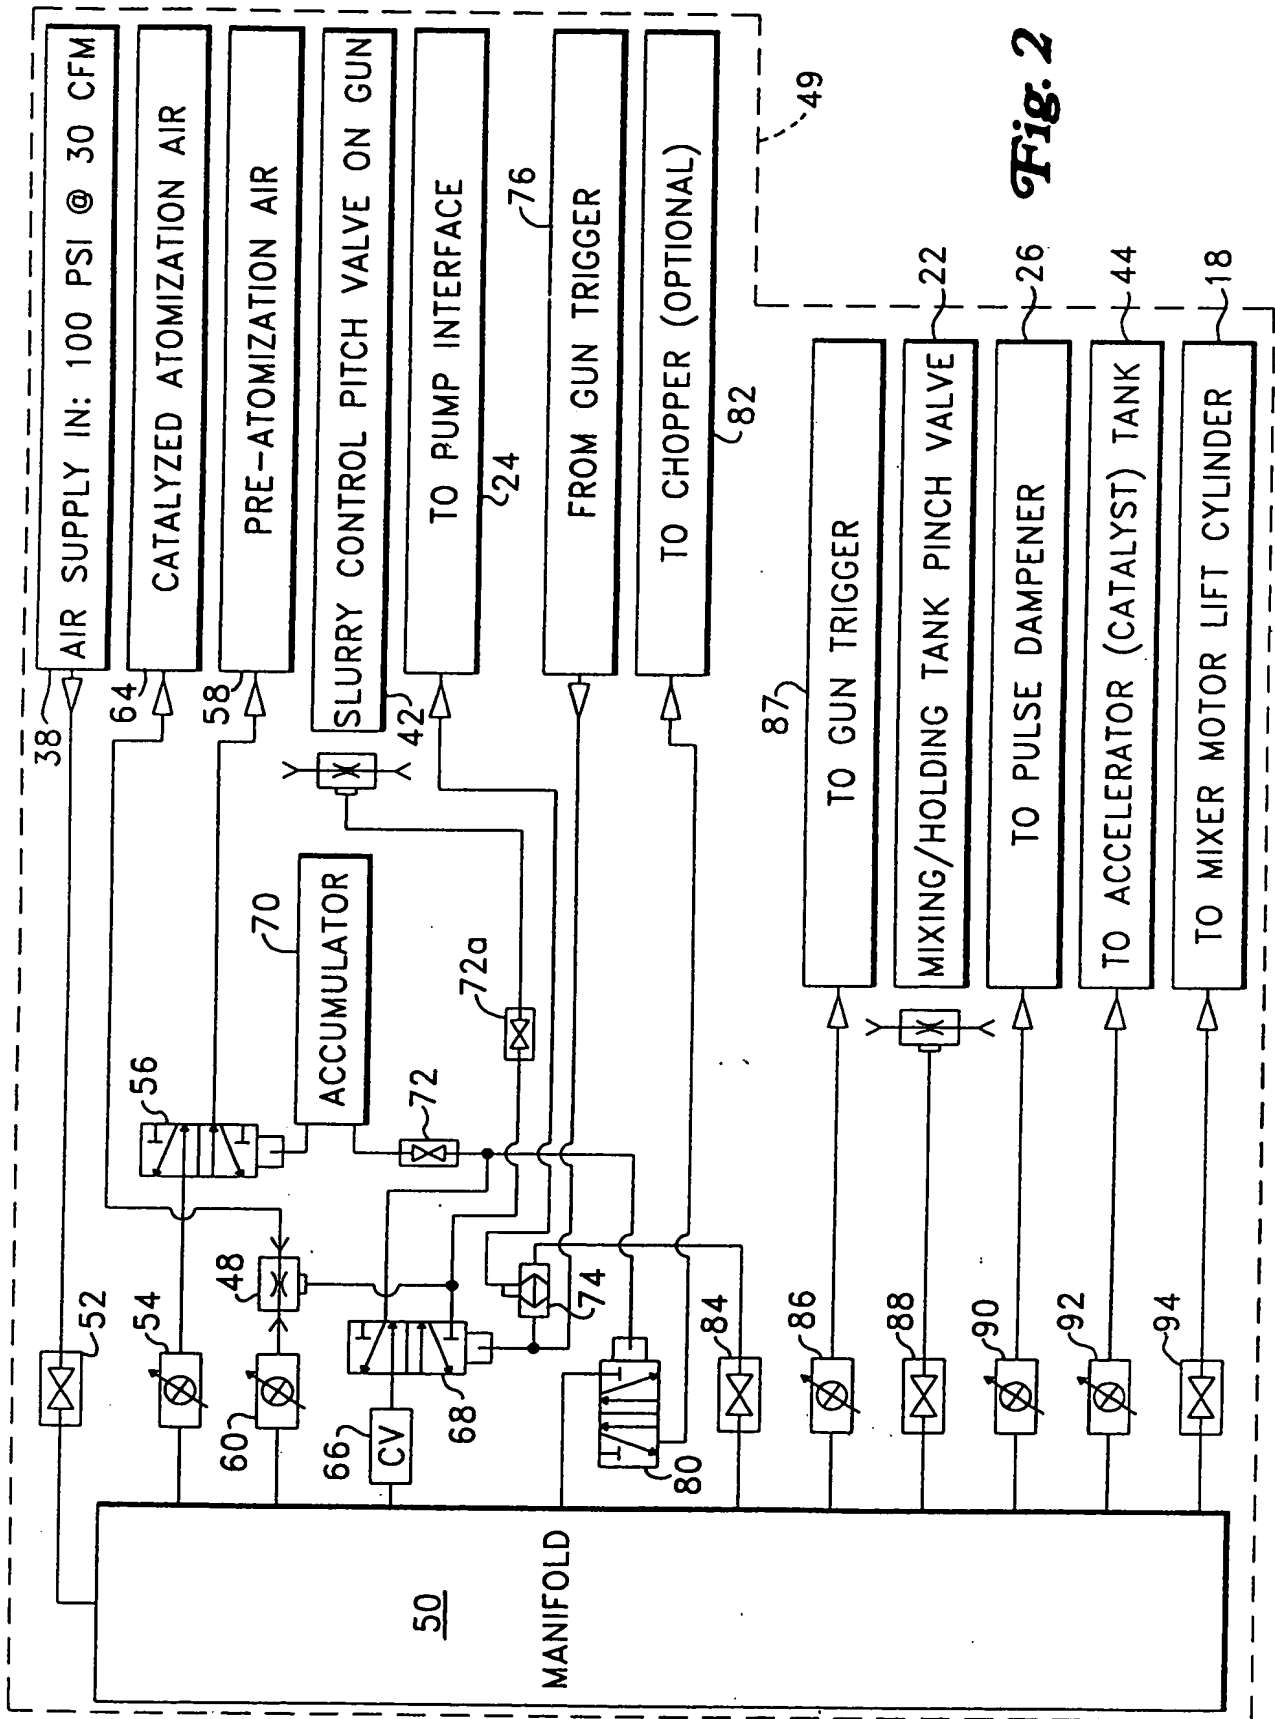 AIR SUPPLY IN: 100 PSI @ 30 CFM
38
CATALYZED ATOMIZATION AIR
64
PRE-ATOMIZATION AIR
58
SLURRY CONTROL PITCH VALVE ON GUN
42
TO PUMP INTERFACE
24
FROM GUN TRIGGER
76
TO CHOPPER (OPTIONAL)
82
49
Fig. 2
TO GUN TRIGGER
87
MIXING/HOLDING TANK PINCH VALVE
22
TO PULSE DAMPENER
26
TO ACCELERATOR (CATALYST) TANK
44
TO MIXER MOTOR LIFT CYLINDER
18
ACCUMULATOR
70
72a
72
56
48
74
52
54
60
66
CV
68
80
84
86
88
90
92
94
50
MANIFOLD